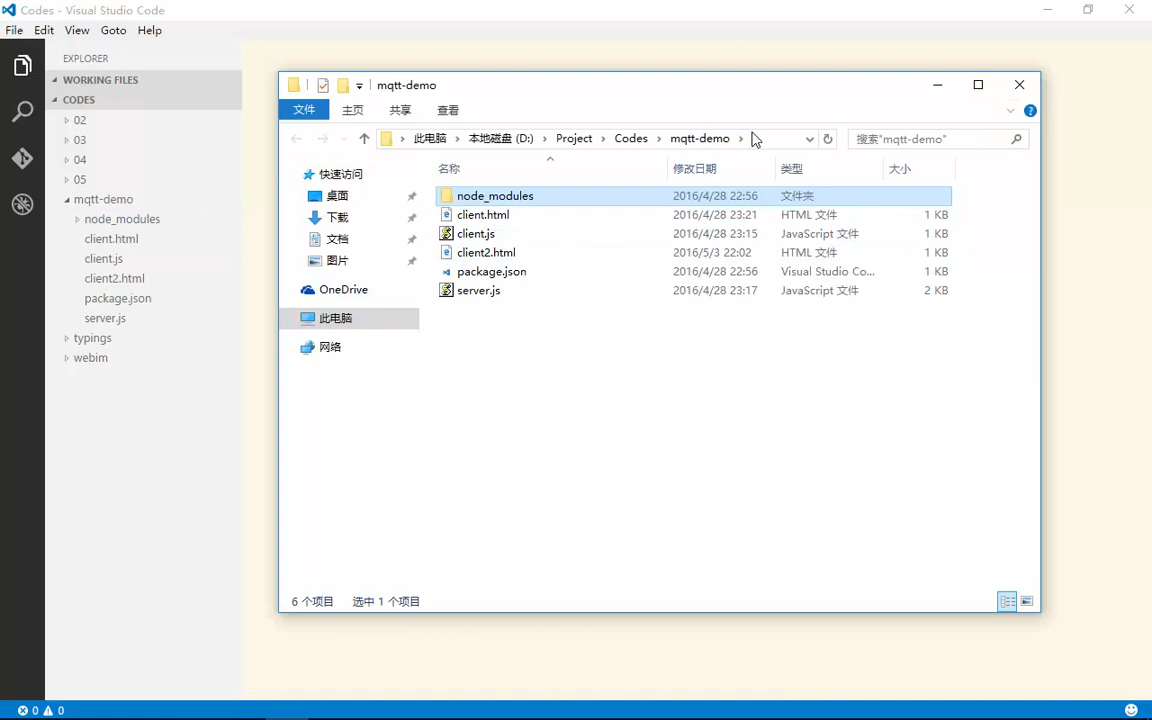 Codes - Visual Studio Code
File Edit View Goto Help
EXPLORER
WORKING FILES
CODES
02
03
04
05
mqtt-demo
node_modules
client.html
client.js
client2.html
package.json
server.js
typings
webim
mqtt-demo
文件 主页 共享 查看
此电脑 本地磁盘 (D:) Project Codes mqtt-demo 搜索"mqtt-demo"
快速访问
桌面
下载
文档
图片
OneDrive
此电脑
网络
名称 修改日期 类型 大小
node_modules 2016/4/28 22:56 文件夹
client.html 2016/4/28 23:21 HTML 文件 1 KB
client.js 2016/4/28 23:15 JavaScript 文件 1 KB
client2.html 2016/5/3 22:02 HTML 文件 1 KB
package.json 2016/4/28 22:56 Visual Studio Co... 1 KB
server.js 2016/4/28 23:17 JavaScript 文件 2 KB
6 个项目 选中 1 个项目
0 0